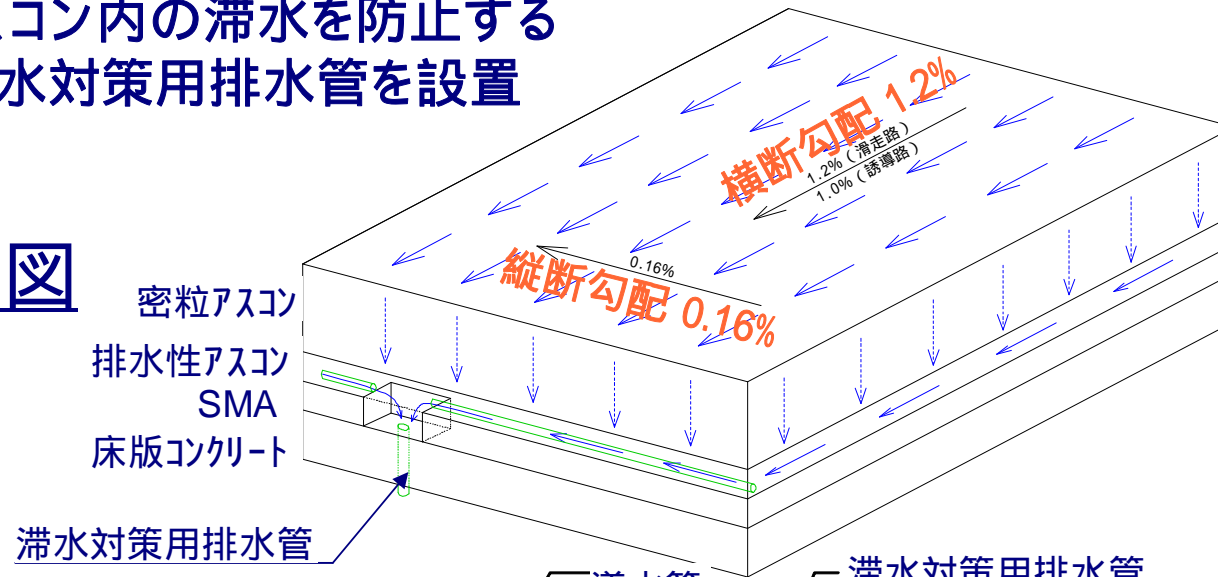 コン内の滞水を防止する
水対策用排水管を設置
横断勾配 1.2%
1.2%（滑走路）
1.0%（誘導路）
0.16%
縦断勾配 0.16%
図
密粒アスコン
排水性アスコン
SMA
床版コンクリート
滞水対策用排水管
導水管
滞水対策用排水管